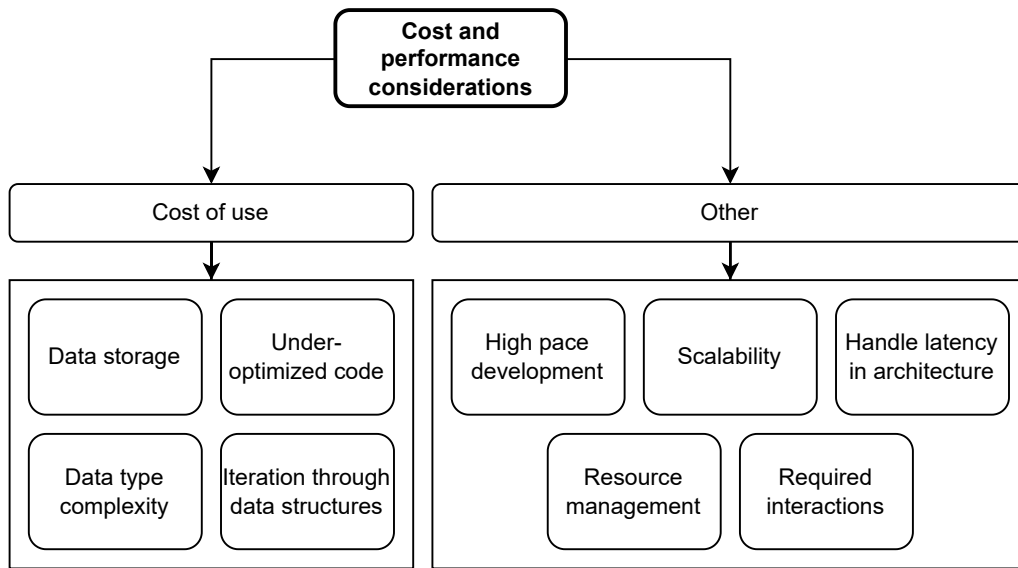 Cost and
performance
considerations
Cost of use
Other
Data storage
Under-
optimized code
Data type
complexity
Iteration through
data structures
High pace
development
Scalability
Handle latency
in architecture
Resource
management
Required
interactions